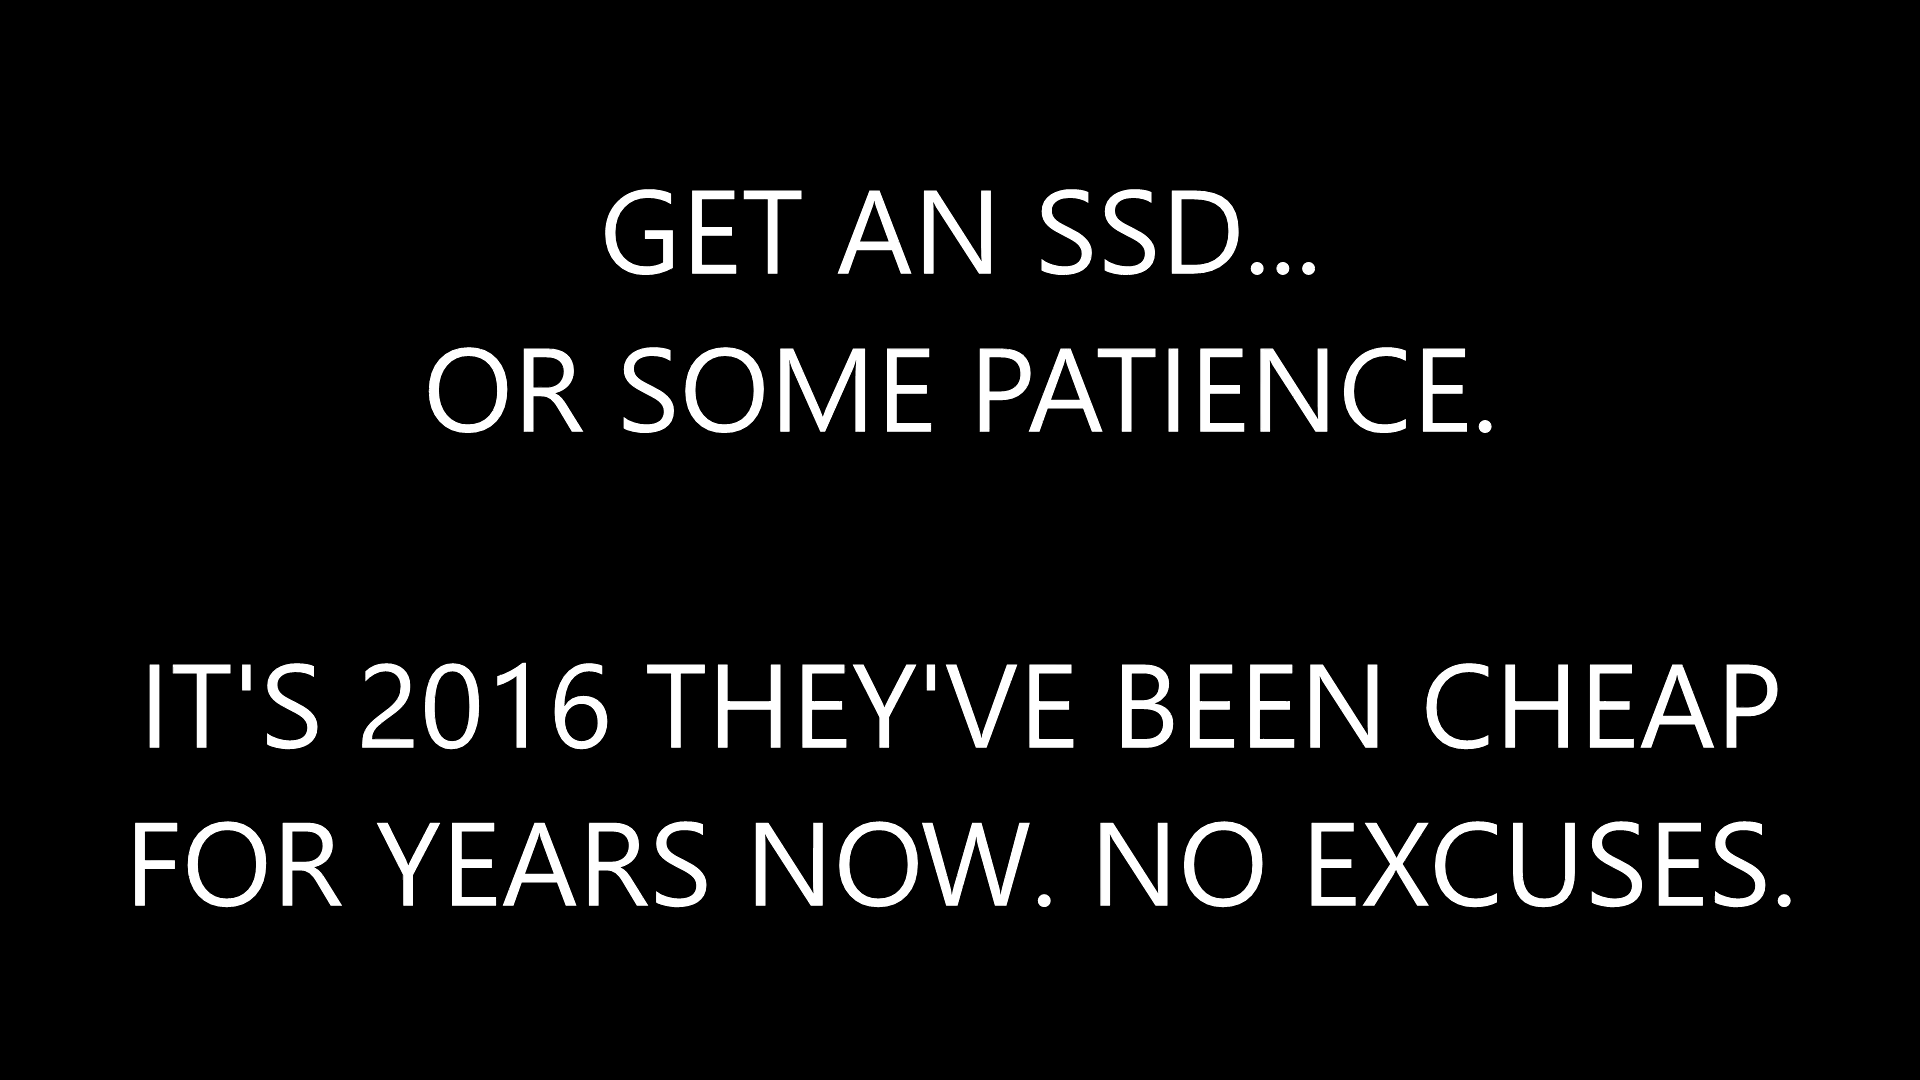 GET AN SSD...
OR SOME PATIENCE.
IT'S 2016 THEY'VE BEEN CHEAP
FOR YEARS NOW. NO EXCUSES.